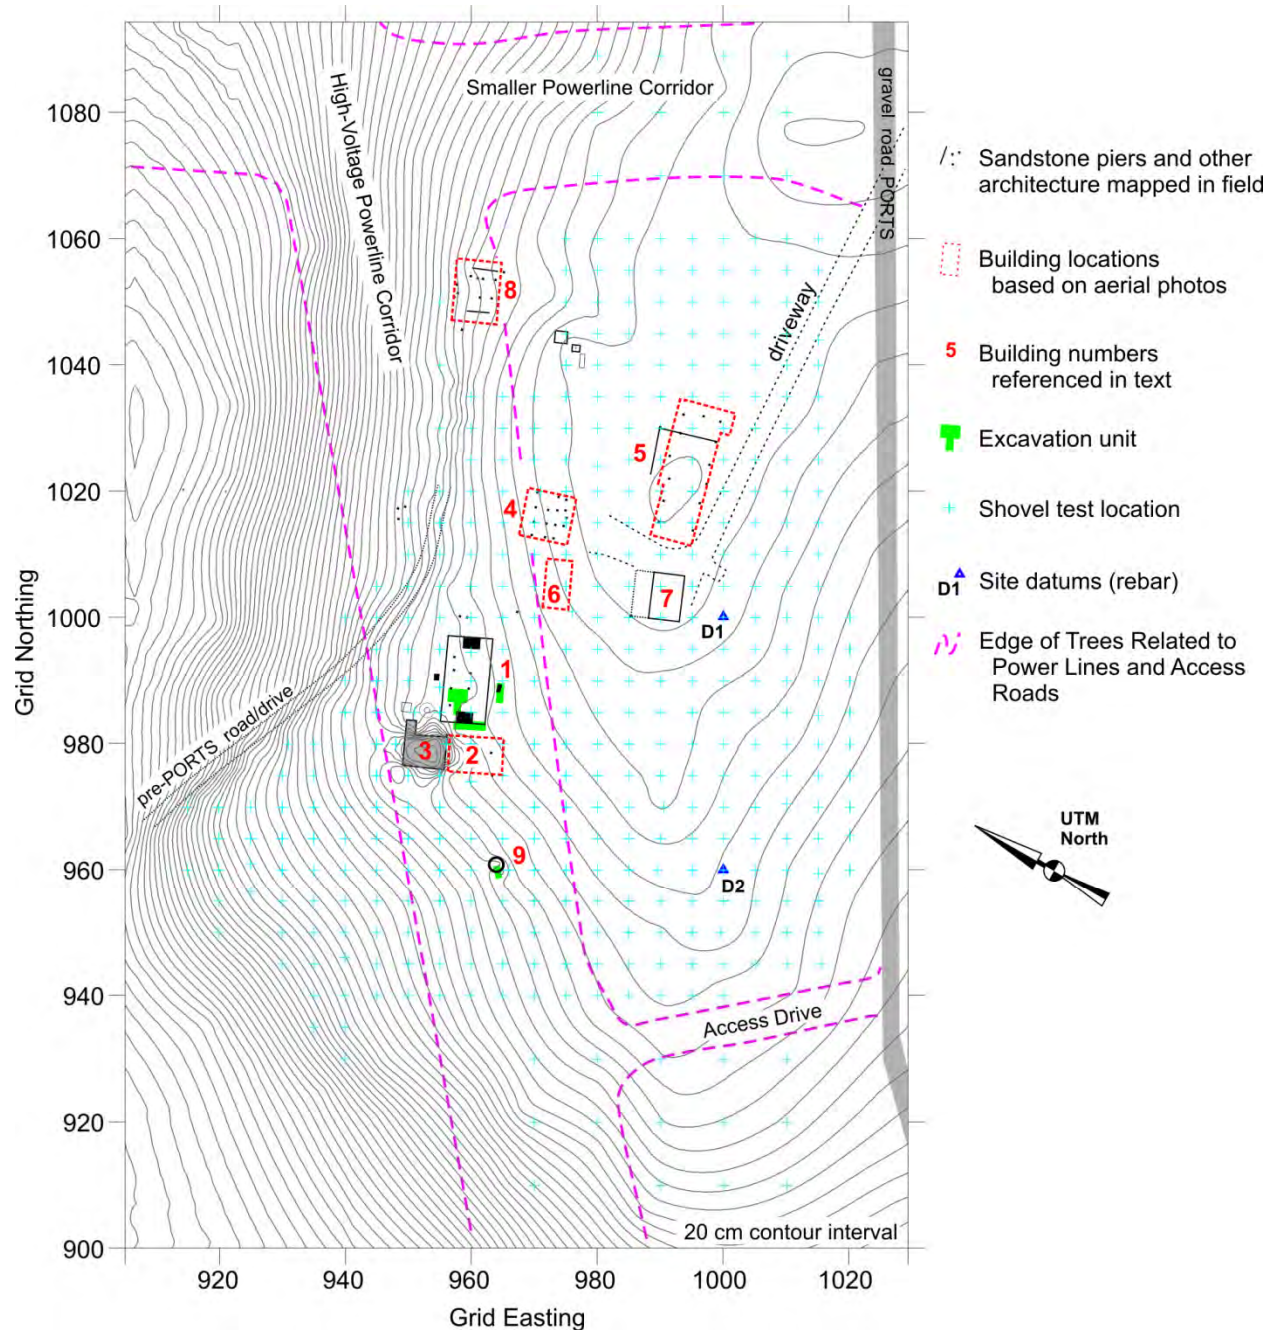 Smaller Powerline Corridor
High-Voltage Powerline Corridor
gravel road PORTS
driveway
pre-PORTS road/drive
Access Drive
20 cm contour interval
8
5
4
6
7
1
3
2
9
D1
D2
Grid Northing
1080
1060
1040
1020
1000
980
960
940
920
900
920
940
960
980
1000
1020
Grid Easting
Sandstone piers and other
architecture mapped in field
Building locations
based on aerial photos
5
Building numbers
referenced in text
Excavation unit
Shovel test location
D1
Site datums (rebar)
Edge of Trees Related to
Power Lines and Access
Roads
UTM
North